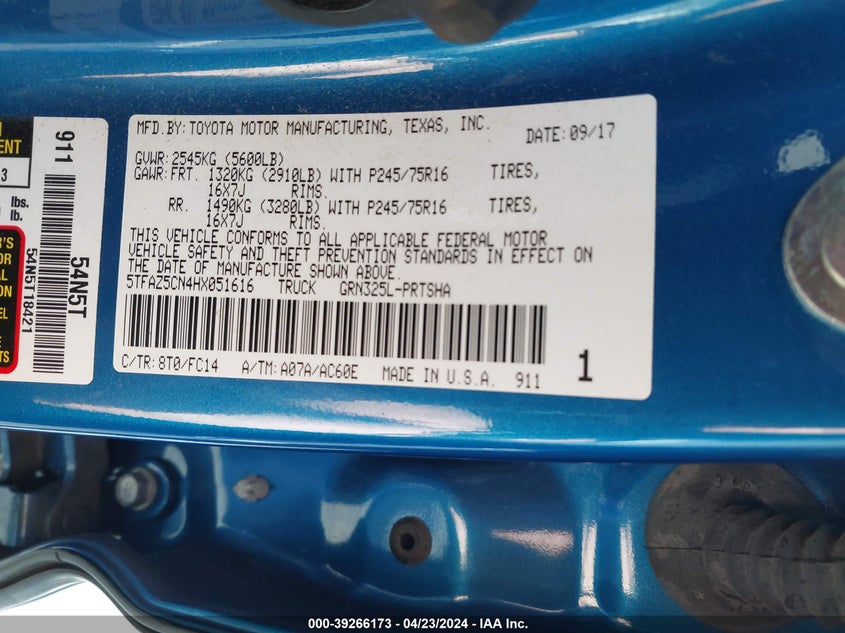 MFD.BY:TOYOTA MOTOR MANUFACTURING, TEXAS, INC. DATE:09/17
GVWR:2545KG (5600LB)
GAWR:FRT. 1320KG (2910LB) WITH P245/75R16 TIRES,
16X7J RIMS.
RR. 1490KG (3280LB) WITH P245/75R16 TIRES,
16X7J RIMS.
THIS VEHICLE CONFORMS TO ALL APPLICABLE FEDERAL MOTOR
VEHICLE SAFETY AND THEFT PREVENTION STANDARDS IN EFFECT ON
THE DATE OF MANUFACTURE SHOWN ABOVE.
5TFAZ5CN4HX051616 TRUCK GRN325L-PRTSHA
C/TR:8T0/FC14 A/TM:A07A/AC60E MADE IN U.S.A. 911 1
911
54N5T
54N5T18421
3
lbs.
lb.
000-39266173 - 04/23/2024 - IAA Inc.